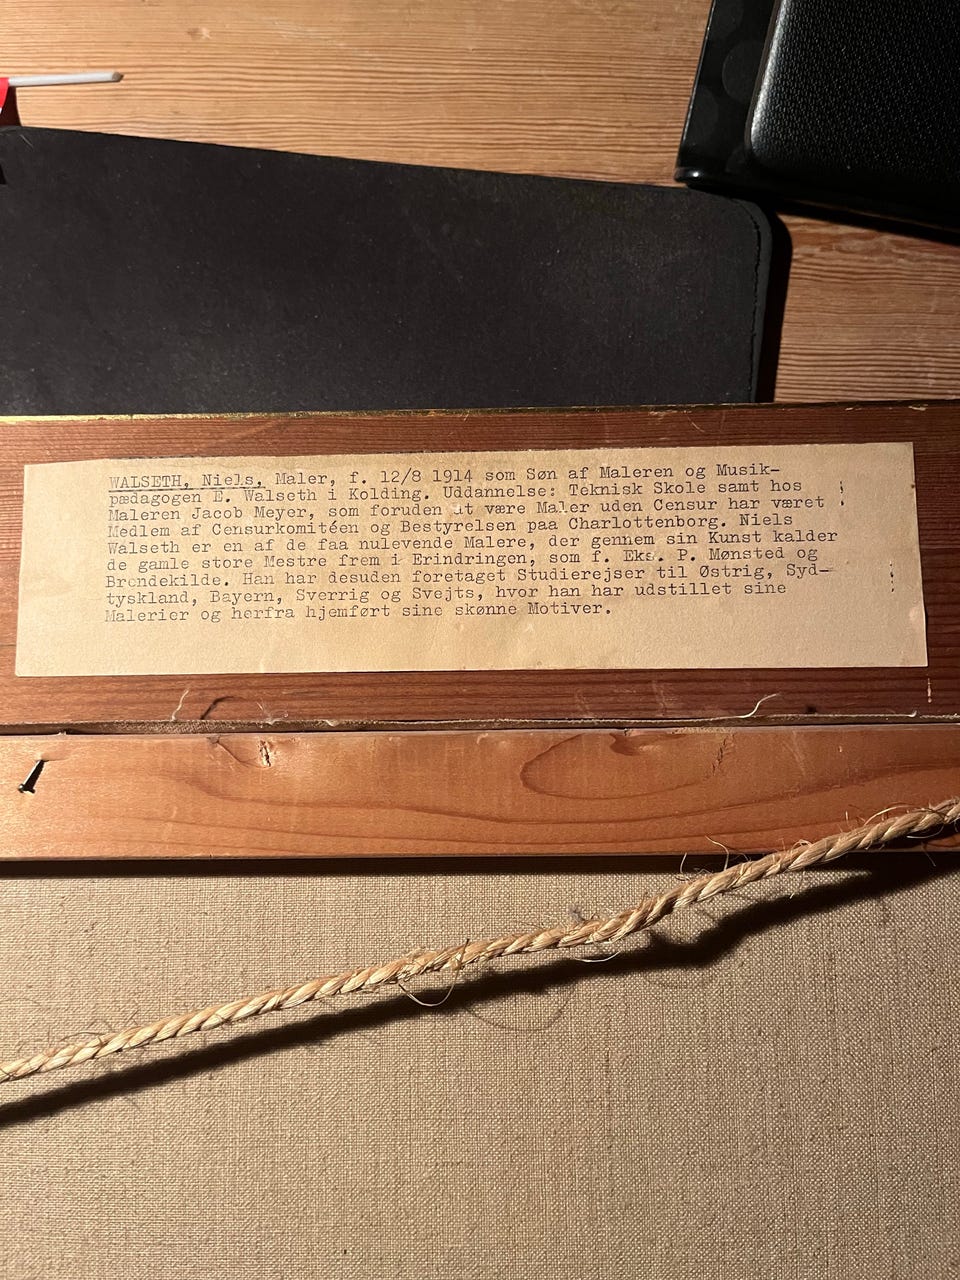 WALSETH, Niels, Maler, f. 12/8 1914 som Søn af Maleren og Musik-
pædagogen E. Walseth i Kolding. Uddannelse: Teknisk Skole samt hos
Maleren Jacob Meyer, som foruden at være Maler uden Censur har været
Medlem af Censurkomitéen og Bestyrelsen paa Charlottenborg. Niels
Walseth er en af de faa nulevende Malere, der gennem sin Kunst kalder
de gamle store Mestre frem i Erindringen, som f. Eks. P. Mønsted og
Brendekilde. Han har desuden foretaget Studierejser til Østrig, Syd-
tyskland, Bayern, Sverrig og Svejts, hvor han har udstillet sine
Malerier og herfra hjemført sine skønne Motiver.